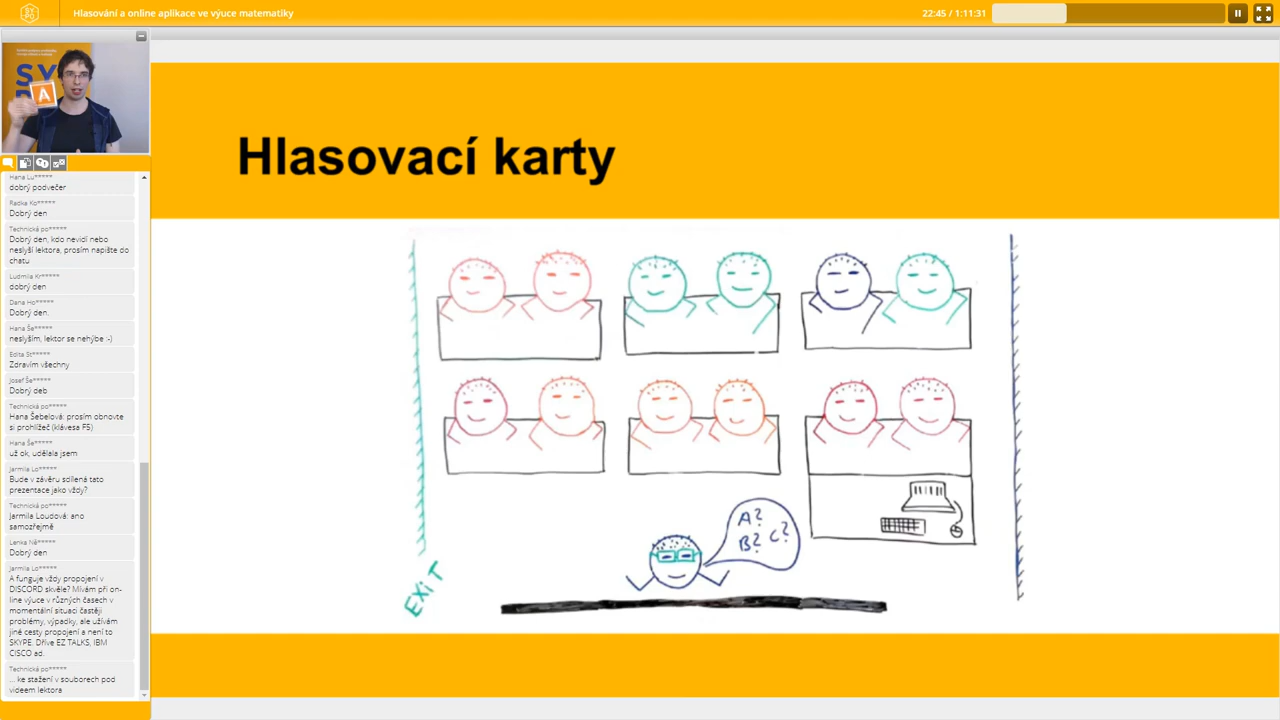 SY
PO
Hlasování a online aplikace ve výuce matematiky
22:45 / 1:11:31
SY
A
Hana Lu*****
dobrý podvečer
Radka Ko*****
Dobrý den
Technická po*****
Dobrý den, kdo nevidí nebo
neslyší lektora, prosím napište do
chatu
Ludmila Kr*****
dobrý den
Dana Ho*****
Dobrý den.
Hana Še*****
neslyším, lektor se nehýbe :-)
Edita St*****
Zdravím všechny
Josef Še*****
Dobrý deb
Technická po*****
Hana Šebelová: prosím obnovte
si prohlížeč (klávesa F5)
Hana Še*****
už ok, udělala jsem
Jarmila Lo*****
Bude v závěru sdílená tato
prezentace jako vždy?
Technická po*****
Jarmila Loudová: ano
samozřejmě
Lenka Ně*****
Dobrý den
Jarmila Lo*****
A funguje vždy propojení v
DISCORD skvěle? Mívám při on-
line výuce v různých časech v
momentální situaci častěji
problémy, výpadky, ale užívám
jiné cesty propojení a není to
SKYPE. Dříve EZ TALKS, IBM
CISCO ad.
Technická po*****
... ke stažení v souborech pod
videem lektora
Hlasovací karty
A?
B? C?
EXiT